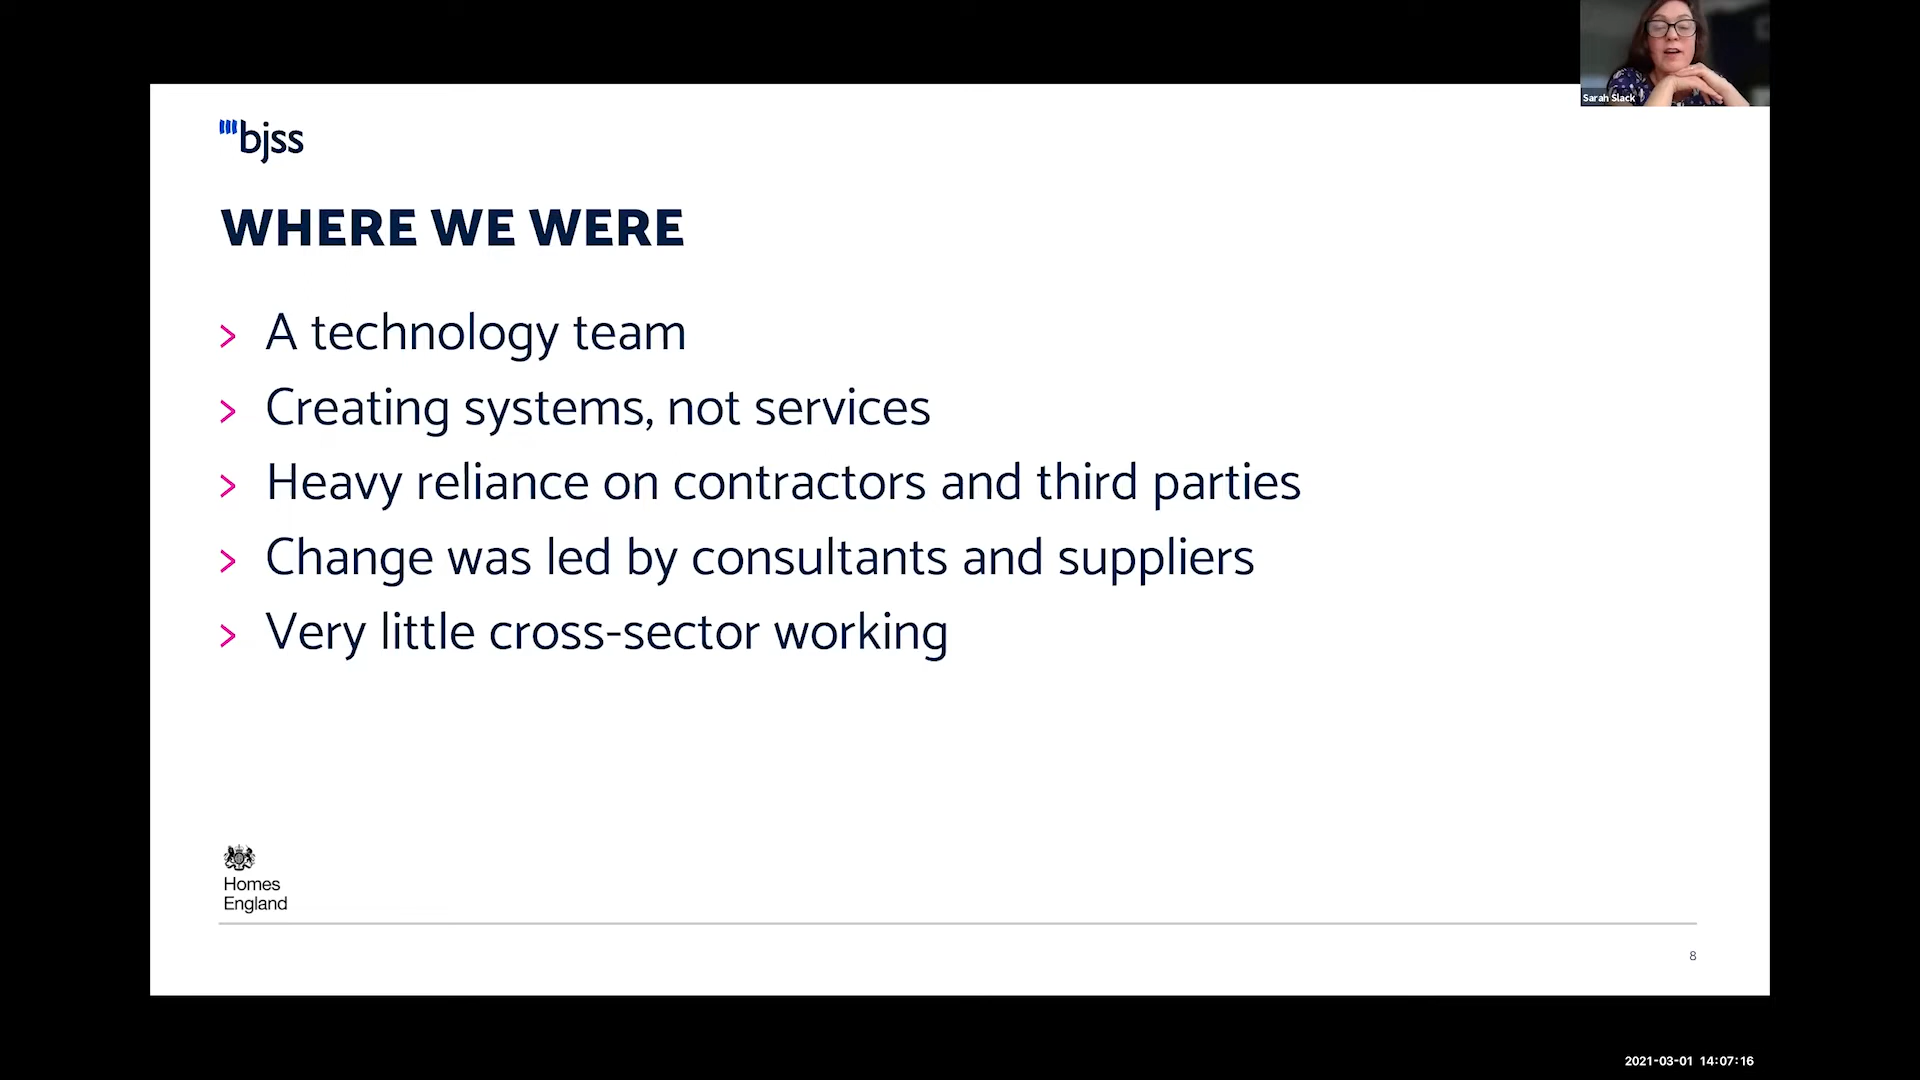 Sarah Slack
bjss
WHERE WE WERE
> A technology team
> Creating systems, not services
> Heavy reliance on contractors and third parties
> Change was led by consultants and suppliers
> Very little cross-sector working
Homes
England
8
2021-03-01 14:07:16